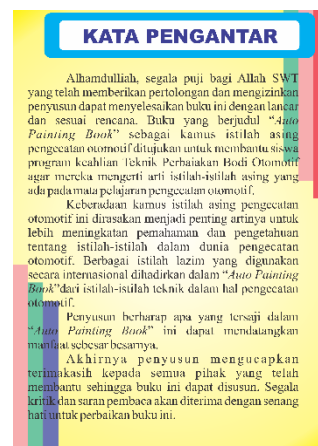 KATA PENGANTAR
Alhamdulliah, segala puji bagi Allah SWT
yang telah memberikan pertolongan dan mengizinkan
penyusun dapat menyelesaikan buku ini dengan lancar
dan sesuai rencana. Buku yang berjudul “Auto
Painting Book” sebagai kamus istilah asing
pengecatan otomotif ditujukan untuk membantu siswa
program keahlian Teknik Perbaiakan Bodi Otomotif
agar mereka mengerti arti istilah-istilah asing yang
ada pada mata pelajaran pengecatan otomotif.
Keberadaan kamus istilah asing pengecatan
otomotif ini dirasakan menjadi penting artinya untuk
lebih meningkatan pemahaman dan pengetahuan
tentang istilah-istilah dalam dunia pengecatan
otomotif. Berbagai istilah lazim yang digunakan
secara internasional dihadirkan dalam “Auto Painting
Book”dari istilah-istilah teknik dalam hal pengecatan
otomotif.
Penyusun berharap apa yang tersaji dalam
“Auto Painting Book” ini dapat mendatangkan
manfaat sebesar besarnya.
Akhirnya penyusun mengucapkan
terimakasih kepada semua pihak yang telah
membantu sehingga buku ini dapat disusun. Segala
kritik dan saran pembaca akan diterima dengan senang
hati untuk perbaikan buku ini.